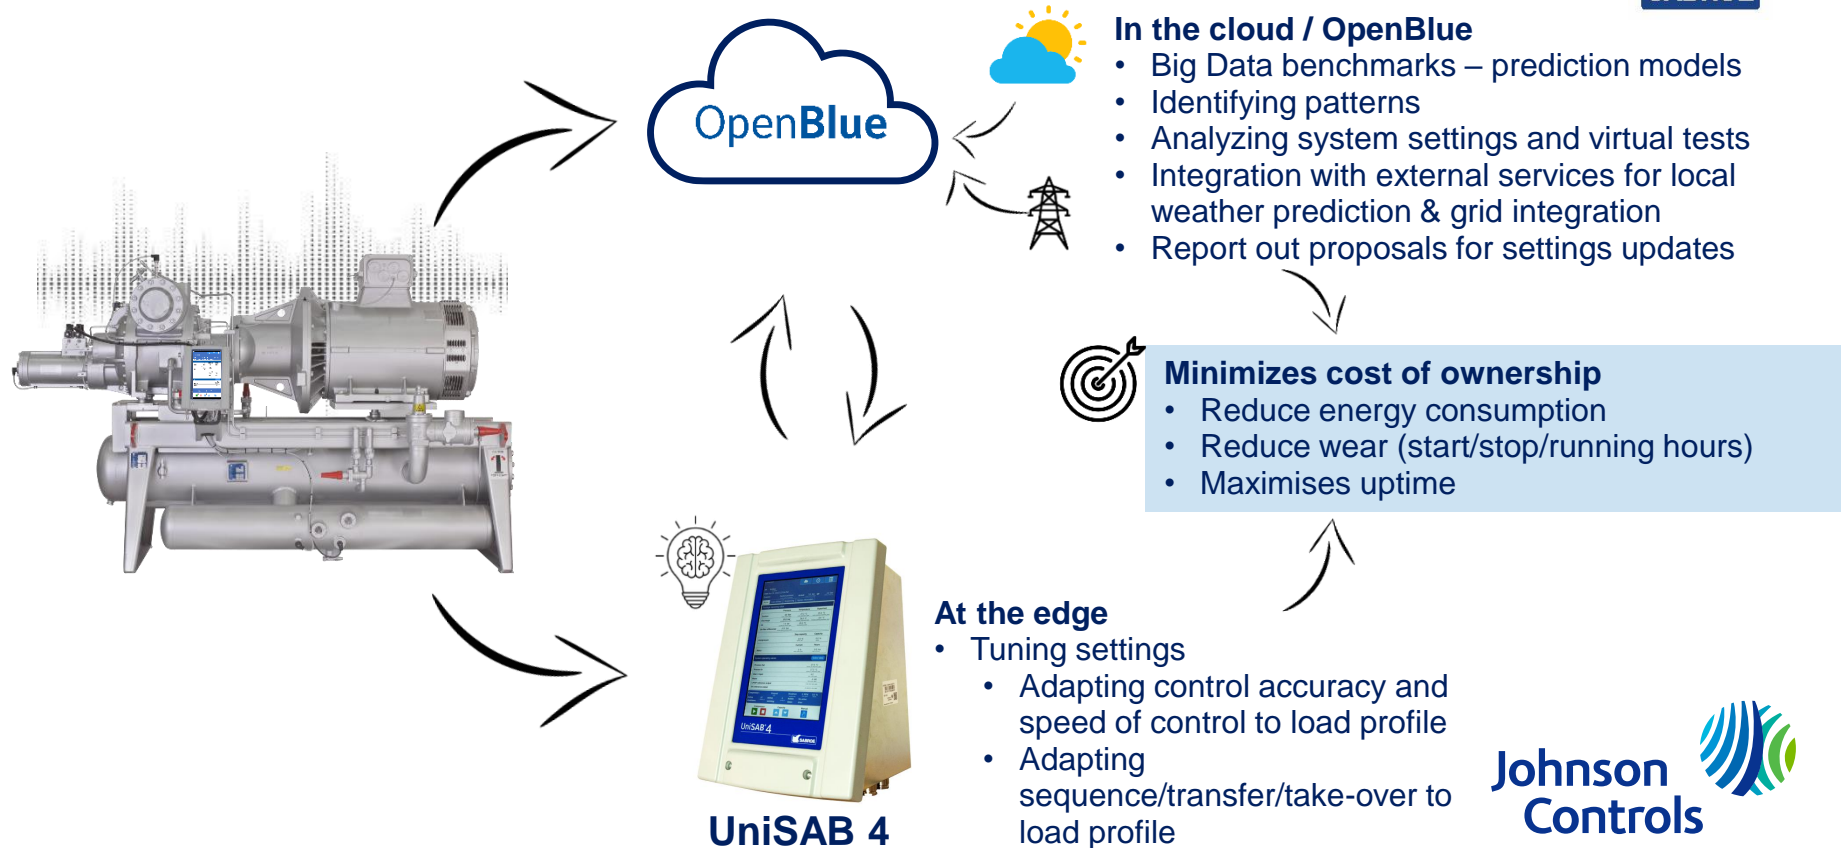 In the cloud / OpenBlue
• Big Data benchmarks – prediction models
• Identifying patterns
• Analyzing system settings and virtual tests
• Integration with external services for local
weather prediction & grid integration
• Report out proposals for settings updates
OpenBlue
Minimizes cost of ownership
• Reduce energy consumption
• Reduce wear (start/stop/running hours)
• Maximises uptime
At the edge
• Tuning settings
• Adapting control accuracy and
speed of control to load profile
• Adapting
sequence/transfer/take-over to
load profile
UniSAB 4
SABROE
UniSAB 4
Johnson
Controls